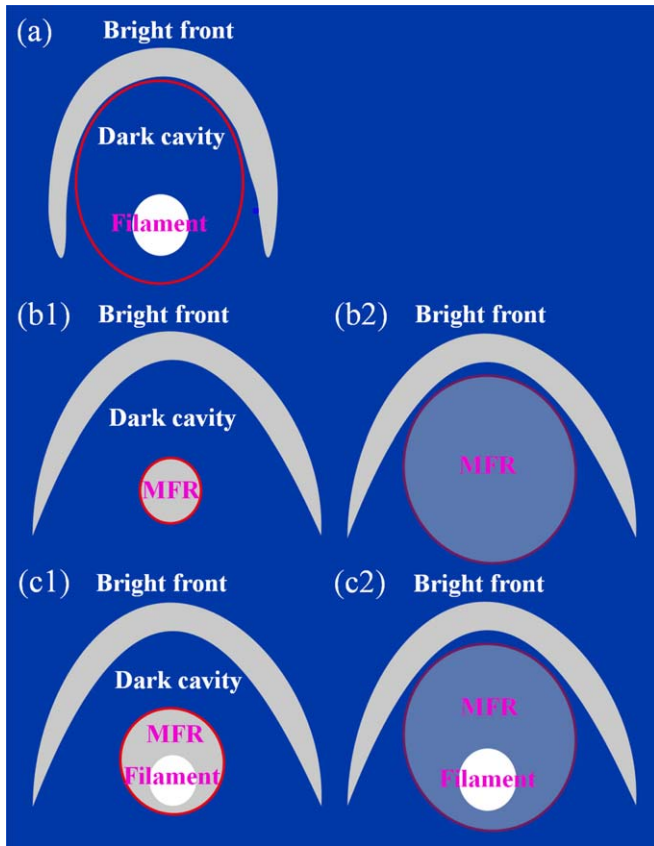 (a)
Bright front
Dark cavity
Filament
(b1) Bright front
Dark cavity
MFR
(b2) Bright front
MFR
(c1) Bright front
Dark cavity
MFR
Filament
(c2) Bright front
MFR
Filament